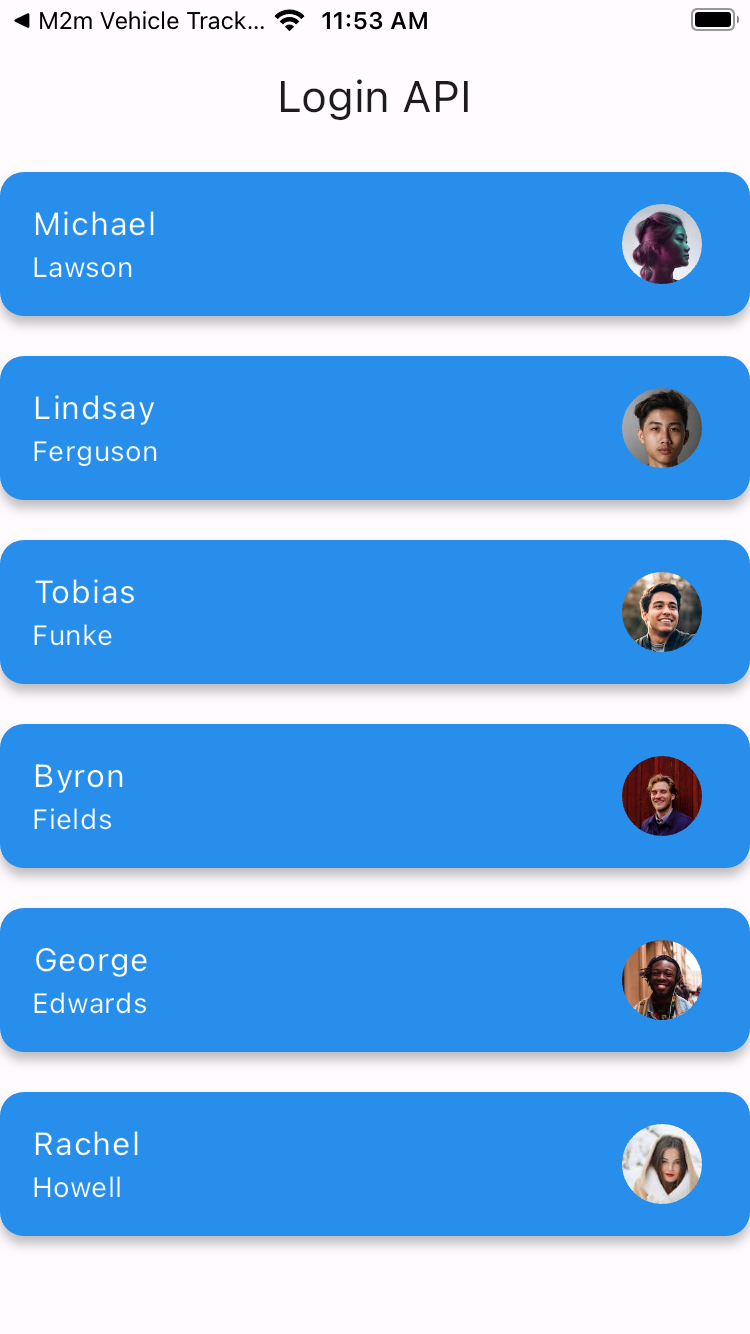 ◀ M2m Vehicle Track... 11:53 AM
Login API
Michael
Lawson
Lindsay
Ferguson
Tobias
Funke
Byron
Fields
George
Edwards
Rachel
Howell